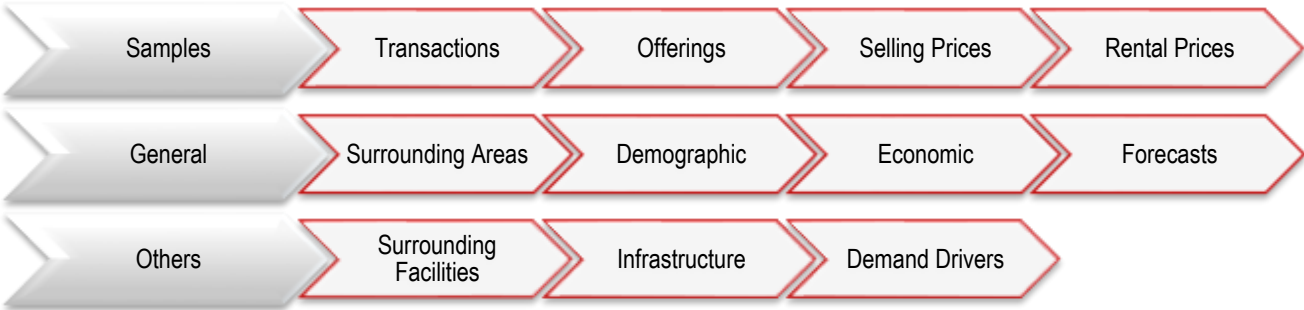 Samples
Transactions
Offerings
Selling Prices
Rental Prices
General
Surrounding Areas
Demographic
Economic
Forecasts
Others
Surrounding
Facilities
Infrastructure
Demand Drivers